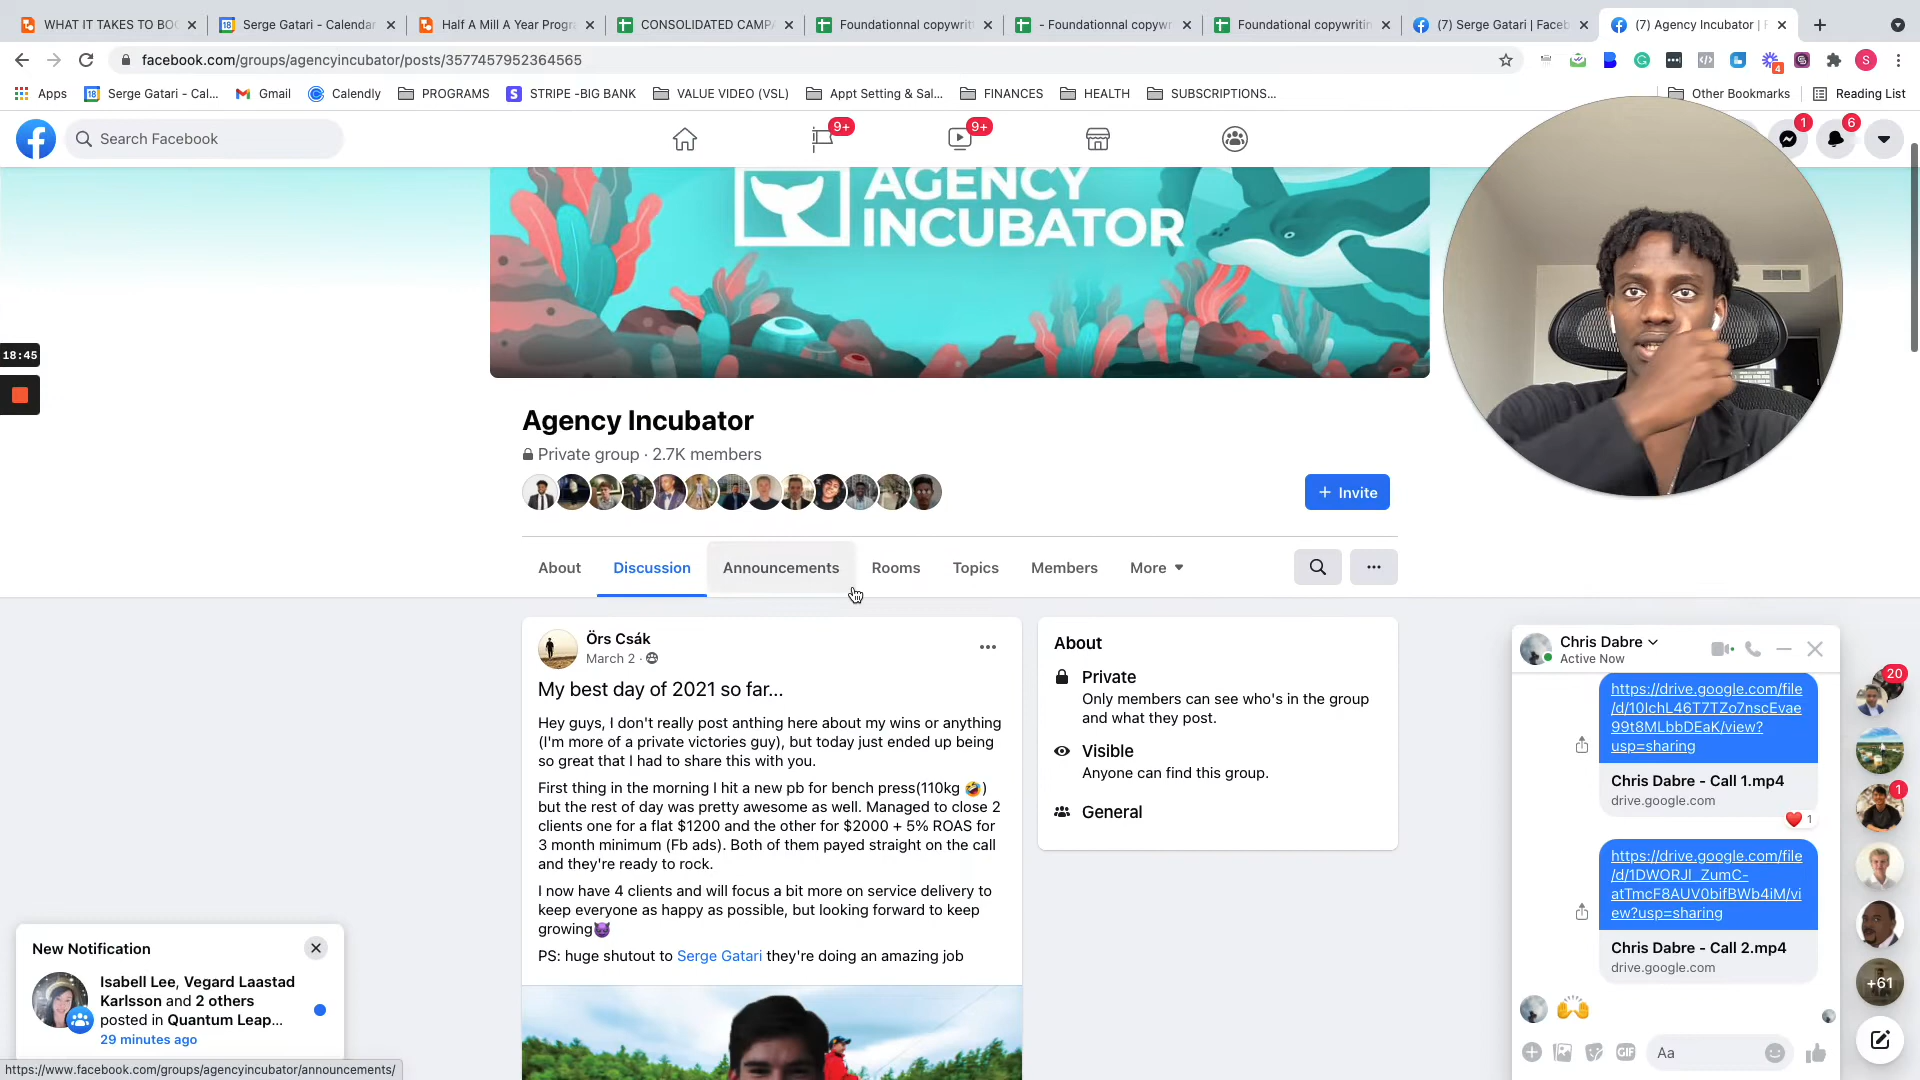 WHAT IT TAKES TO BO
Serge Gatari - Calendar
Half A Mill A Year Progr
CONSOLIDATED CAMP
Foundationnal copywrit
- Foundationnal copywr
Foundational copywritin
(7) Serge Gatari | Faceb
(7) Agency Incubator | F
facebook.com/groups/agencyincubator/posts/3577457952364565
4
S
Apps
18
Serge Gatari - Cal...
Gmail
Calendly
PROGRAMS
STRIPE -BIG BANK
VALUE VIDEO (VSL)
Appt Setting & Sal...
FINANCES
HEALTH
SUBSCRIPTIONS...
Other Bookmarks
Reading List
Search Facebook
9+
9+
1
6
AGENCY
INCUBATOR
18:45
Agency Incubator
Private group · 2.7K members
+ Invite
About
Discussion
Announcements
Rooms
Topics
Members
More
Örs Csák
March 2 ·
My best day of 2021 so far...
Hey guys, I don't really post anthing here about my wins or anything
(I'm more of a private victories guy), but today just ended up being
so great that I had to share this with you.
First thing in the morning I hit a new pb for bench press(110kg 🤣)
but the rest of day was pretty awesome as well. Managed to close 2
clients one for a flat $1200 and the other for $2000 + 5% ROAS for
3 month minimum (Fb ads). Both of them payed straight on the call
and they're ready to rock.
I now have 4 clients and will focus a bit more on service delivery to
keep everyone as happy as possible, but looking forward to keep
growing😈
PS: huge shutout to Serge Gatari they're doing an amazing job
About
Private
Only members can see who's in the group
and what they post.
Visible
Anyone can find this group.
General
Chris Dabre
Active Now
https://drive.google.com/file
/d/10IchL46T7TZo7nscEvae
99t8MLbbDEaK/view?
usp=sharing
Chris Dabre - Call 1.mp4
drive.google.com
❤️ 1
https://drive.google.com/file
/d/1DWORJl_ZumC-
atTmcF8AUV0bifBWb4iM/vi
ew?usp=sharing
Chris Dabre - Call 2.mp4
drive.google.com
🙌
GIF
Aa
20
1
+61
New Notification
Isabell Lee, Vegard Laastad
Karlsson and 2 others
posted in Quantum Leap...
29 minutes ago
https://www.facebook.com/groups/agencyincubator/announcements/